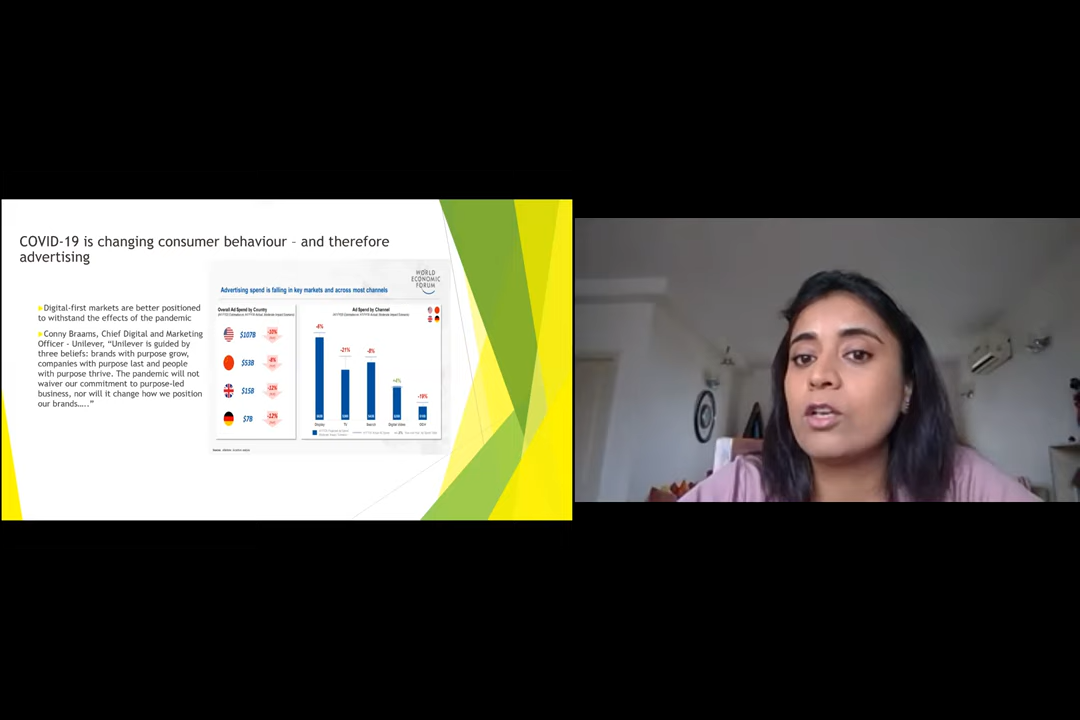 COVID-19 is changing consumer behaviour – and therefore
advertising
WORLD
ECONOMIC
FORUM
Advertising spend is falling in key markets and across most channels
Digital-first markets are better positioned
to withstand the effects of the pandemic
Conny Braams, Chief Digital and Marketing
Officer - Unilever, “Unilever is guided by
three beliefs: brands with purpose grow,
companies with purpose last and people
with purpose thrive. The pandemic will not
waiver our commitment to purpose-led
business, nor will it change how we position
our brands…..”
Overall Ad Spend by Country
$107B
-10%
$53B
$15B
-12%
$7B
-12%
Ad Spend by Channel
-4%
-21%
-8%
Display
TV
Search
Digital Video
OOH